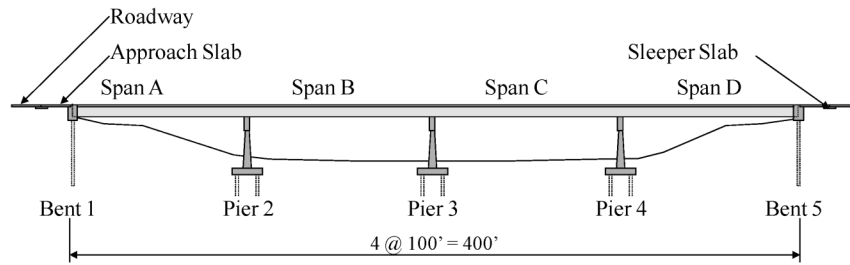 Roadway
Approach Slab
Sleeper Slab
Span A
Span B
Span C
Span D
Bent 1
Pier 2
Pier 3
Pier 4
Bent 5
4 @ 100’ = 400’